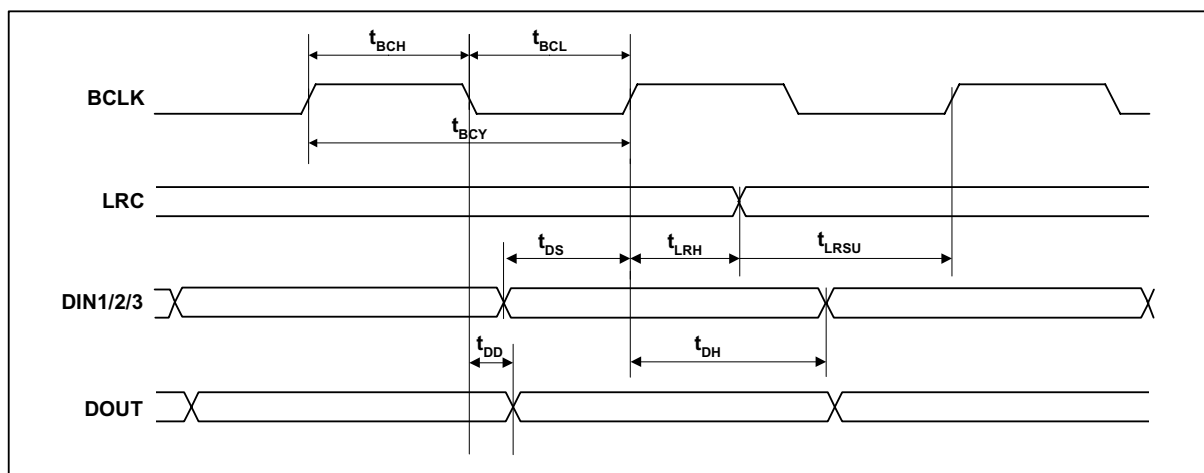 tBCH
tBCL
BCLK
tBCY
LRC
tDS
tLRH
tLRSU
DIN1/2/3
tDD
tDH
DOUT